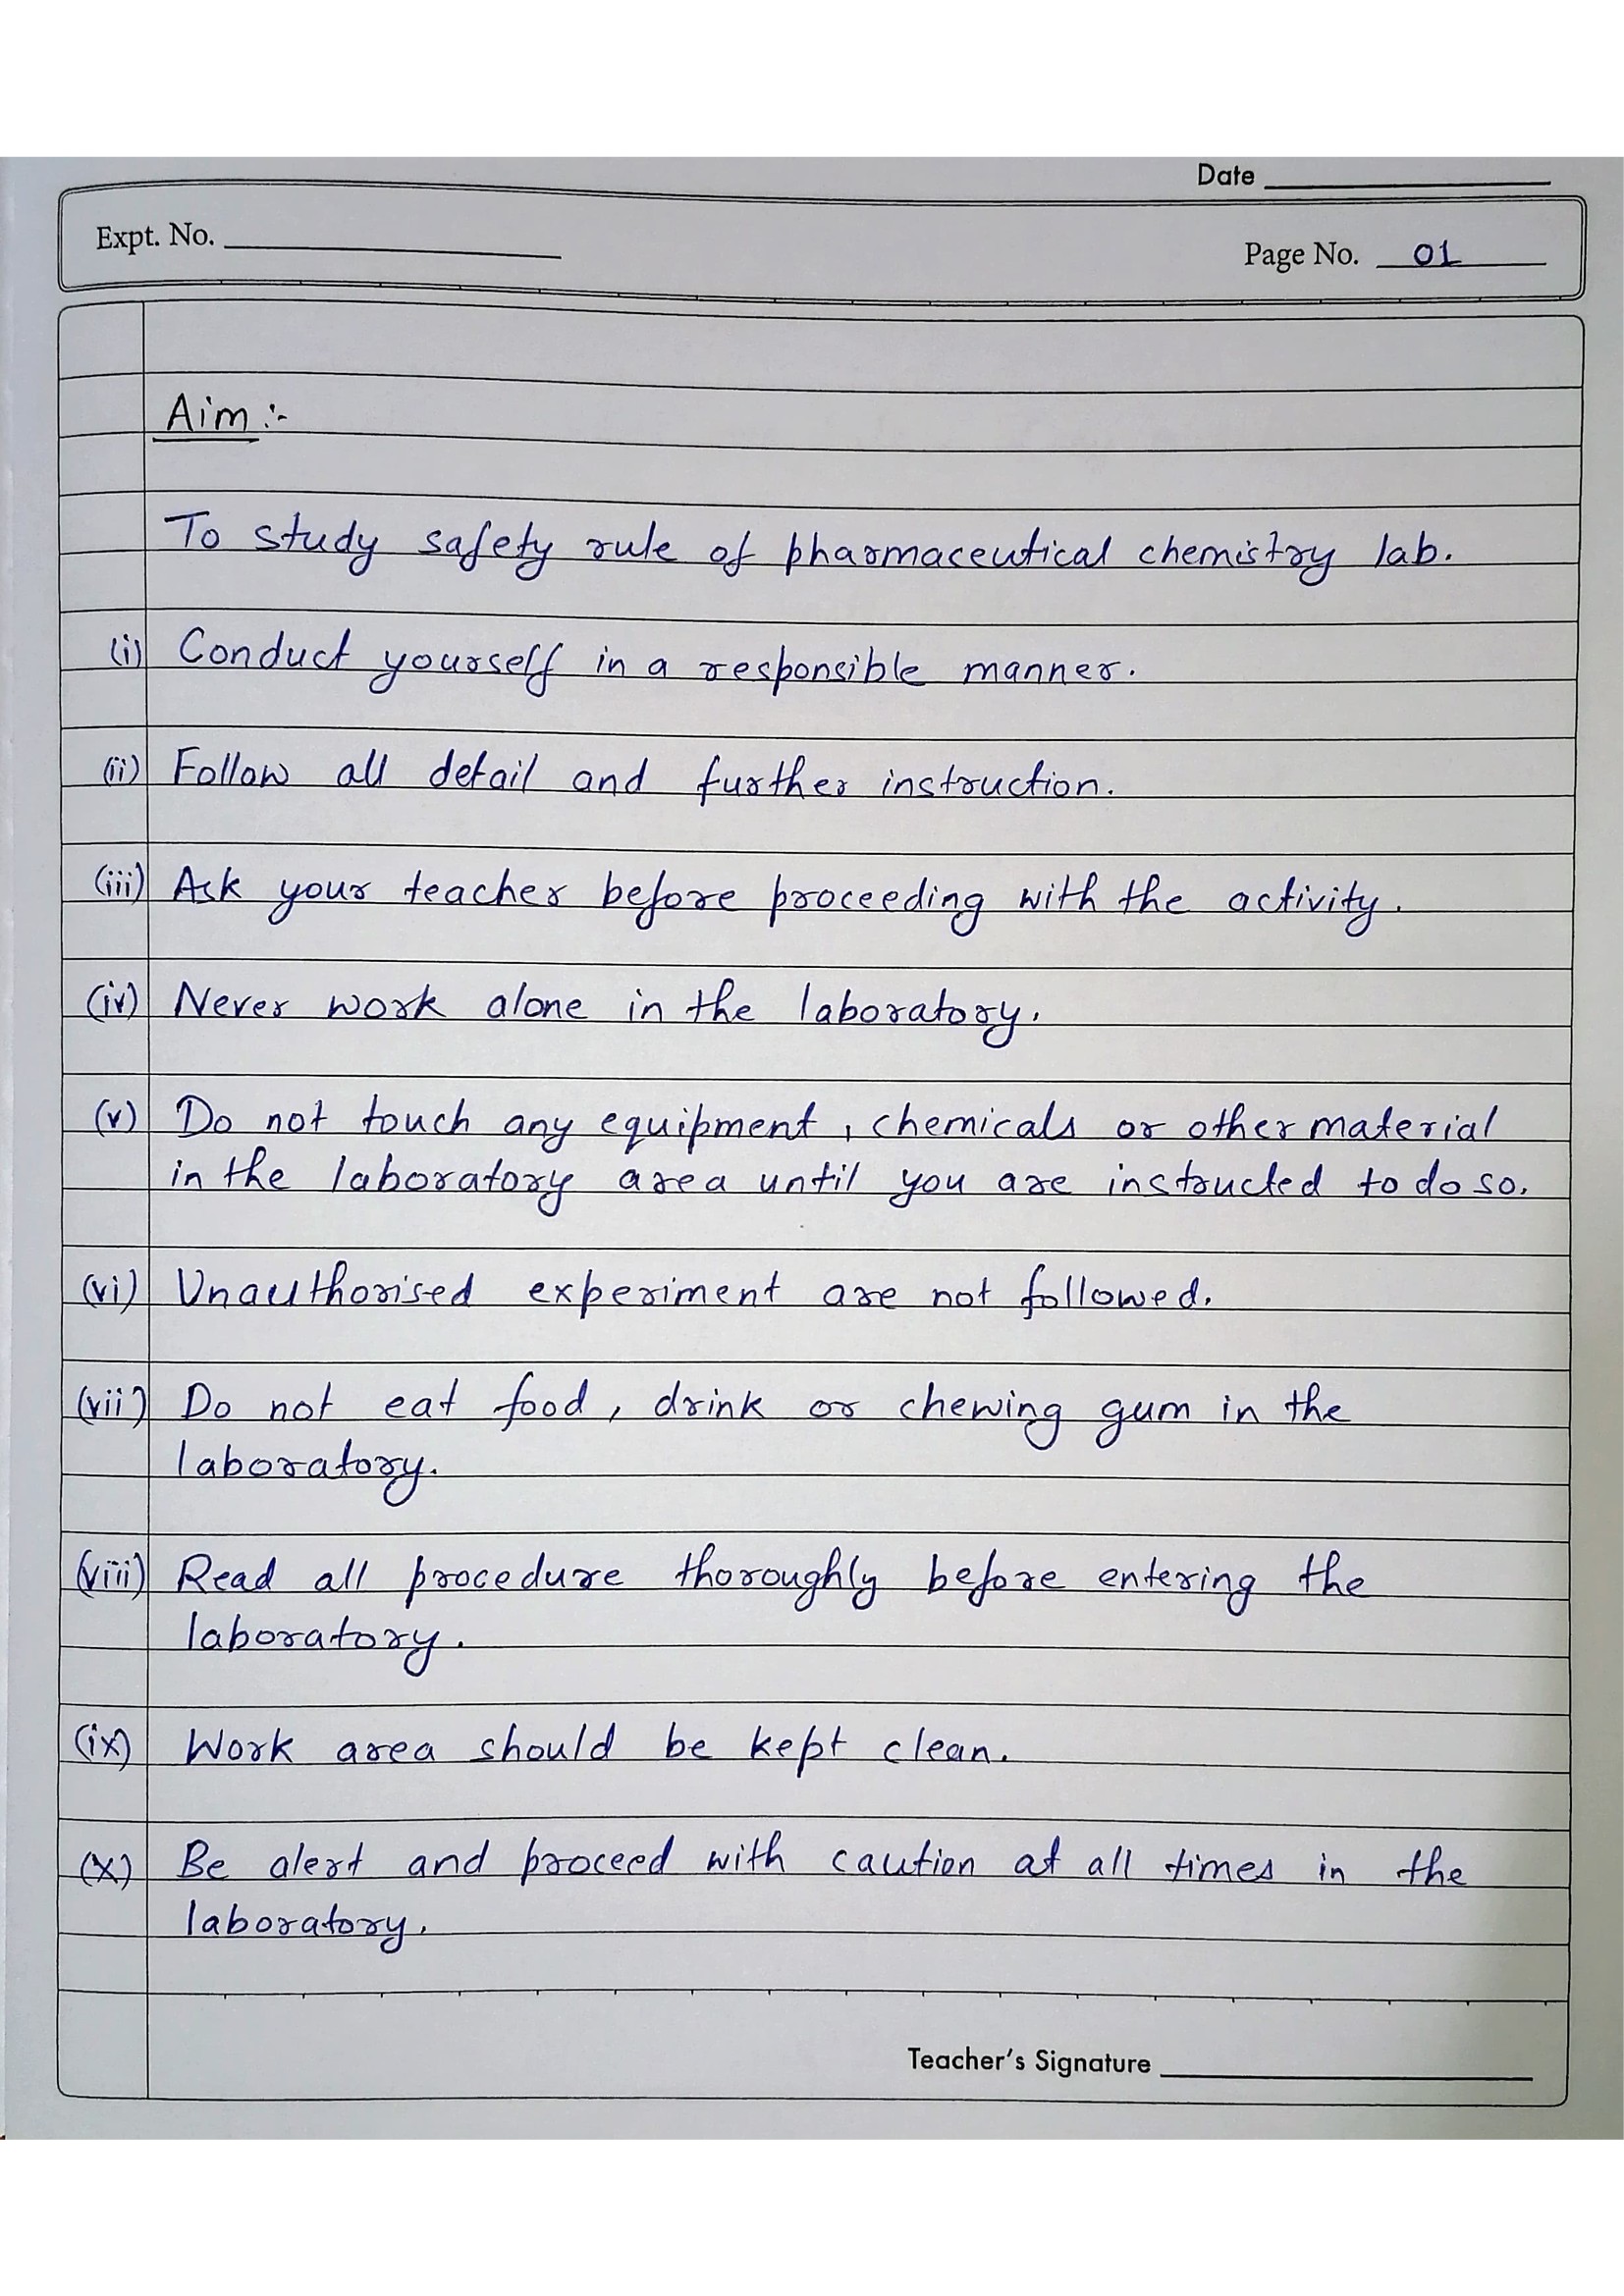 Date
Expt. No.
Page No. 01
Aim :-
To study safety rule of pharmaceutical chemistry lab.
(i) Conduct yourself in a responsible manner.
(ii) Follow all detail and further instruction.
(iii) Ask your teacher before proceeding with the activity.
(iv) Never work alone in the laboratory.
(v) Do not touch any equipment, chemicals or other material
in the laboratory area until you are instructed to do so.
(vi) Unauthorised experiment are not followed.
(vii) Do not eat food, drink or chewing gum in the
laboratory.
(viii) Read all procedure thoroughly before entering the
laboratory.
(ix) Work area should be kept clean.
(x) Be alert and proceed with caution at all times in the
laboratory.
Teacher's Signature